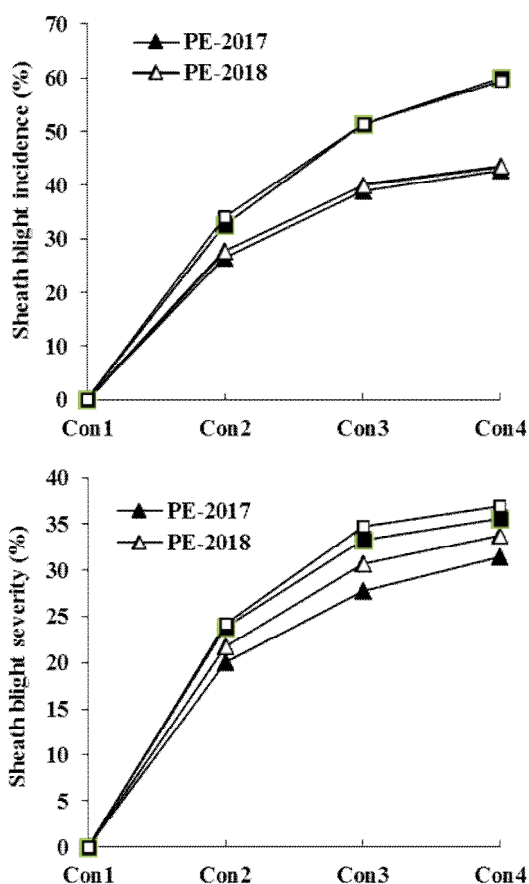 70
60
50
40
30
20
10
0
Sheath blight incidence (%)
PE-2017
PE-2018
Con1 Con2 Con3 Con4
40
35
30
25
20
15
10
5
0
Sheath blight severity (%)
PE-2017
PE-2018
Con1 Con2 Con3 Con4